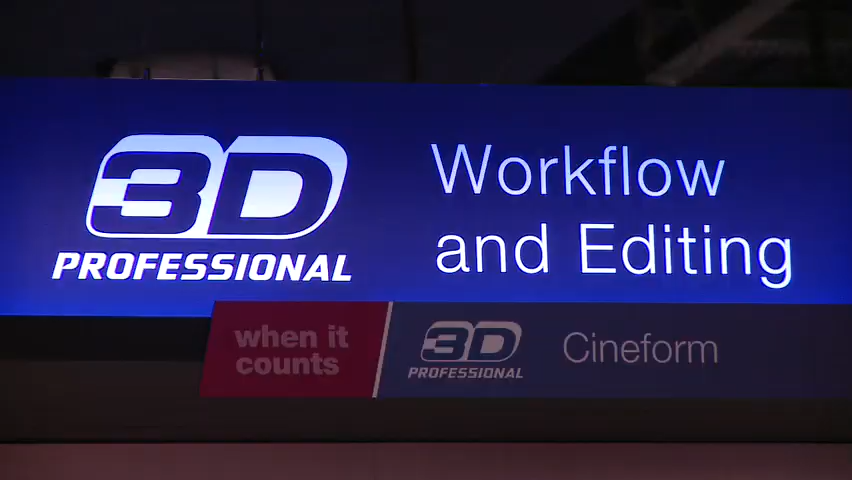 3D
PROFESSIONAL
Workflow
and Editing
when it
counts
3D
PROFESSIONAL
Cineform